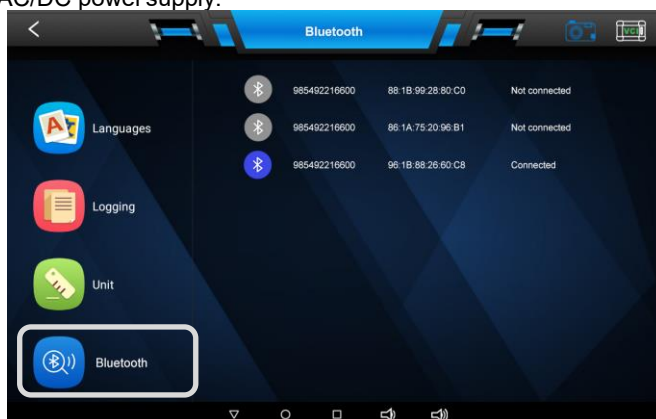 AC/DC power supply.
Bluetooth
VCI
985492216600 88:1B:99:28:80:C0 Not connected
Languages
985492216600 86:1A:75:20:96:B1 Not connected
985492216600 96:1B:88:26:60:C8 Connected
Logging
Unit
Bluetooth